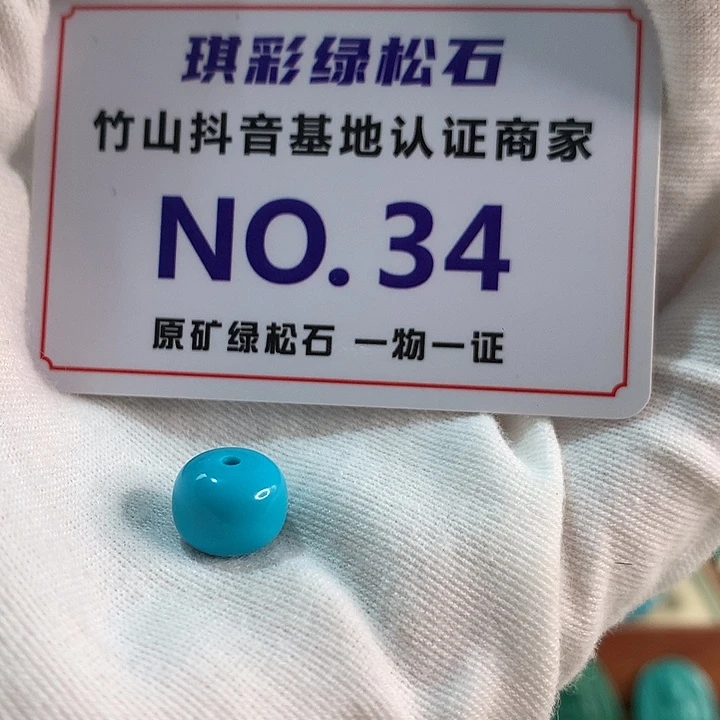 琪彩绿松石
竹山抖音基地认证商家
NO.34
原矿绿松石 一物一证